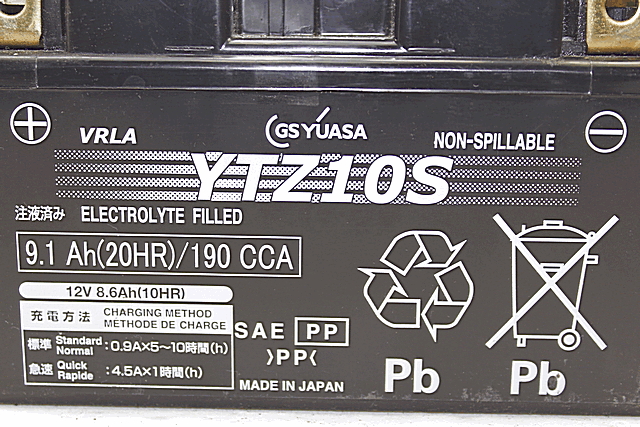 VRLA
GS YUASA
NON-SPILLABLE
YTZ10S
注液済み ELECTROLYTE FILLED
9.1 Ah(20HR)/190 CCA
12V 8.6Ah(10HR)
充電方法 CHARGING METHOD
METHODE DE CHARGE
標準 Standard Normal : 0.9A×5~10時間(h)
急速 Quick Rapide : 4.5A×1時間(h)
SAE PP
>PP<
MADE IN JAPAN
Pb
Pb